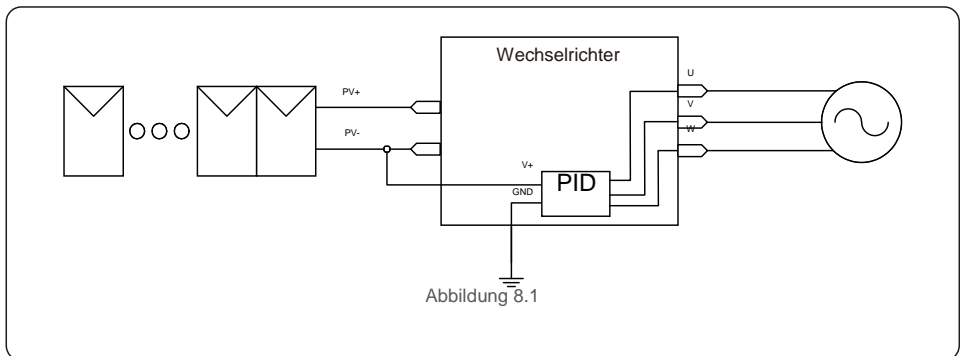 Wechselrichter
U
PV+
V
PV-
W
V+
PID
GND
Abbildung 8.1